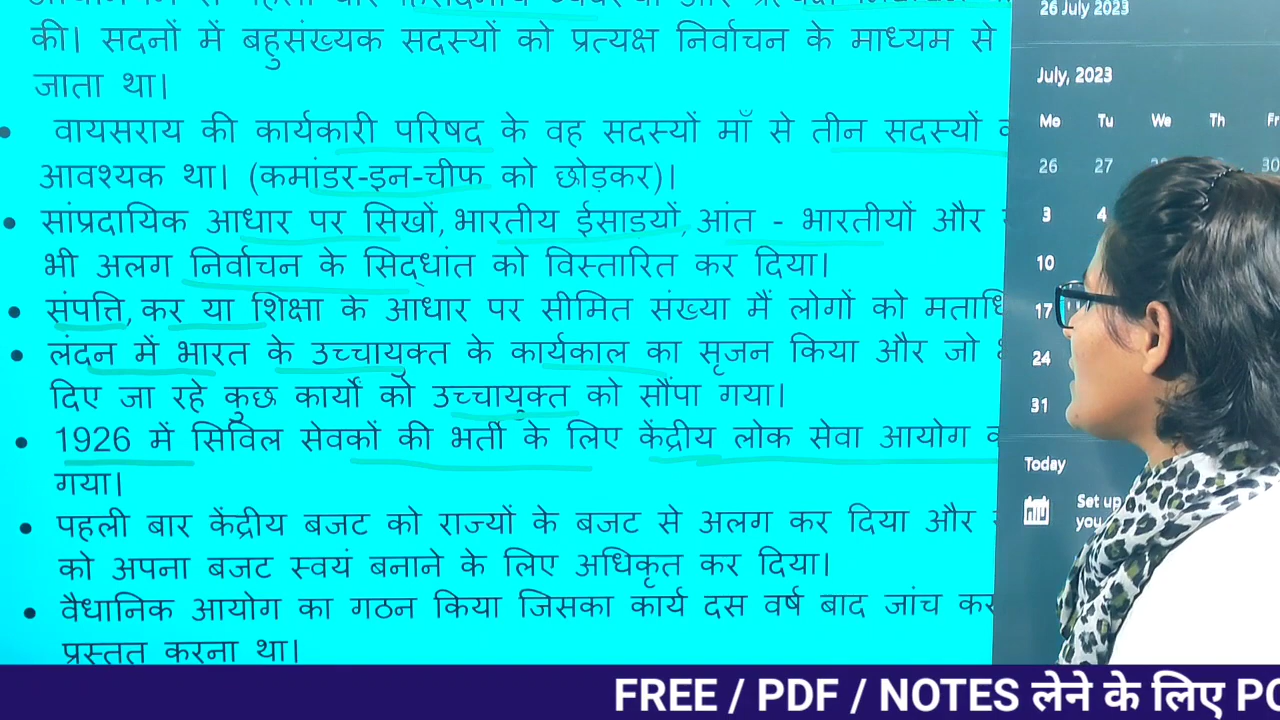 की। सदनों में बहुसंख्यक सदस्यों को प्रत्यक्ष निर्वाचन के माध्यम से
जाता था।
वायसराय की कार्यकारी परिषद के वह सदस्यों माँ से तीन सदस्यों
आवश्यक था। (कमांडर-इन-चीफ को छोड़कर)।
सांप्रदायिक आधार पर सिखों, भारतीय ईसाइयों, आंत - भारतीयों और
भी अलग निर्वाचन के सिद्धांत को विस्तारित कर दिया।
संपत्ति, कर या शिक्षा के आधार पर सीमित संख्या मैं लोगों को
लंदन में भारत के उच्चायुक्त के कार्यकाल का सृजन किया और जो
दिए जा रहे कुछ कार्यों को उच्चायुक्त को सौंपा गया।
1926 में सिविल सेवकों की भर्ती के लिए केंद्रीय लोक सेवा आयोग
गया।
पहली बार केंद्रीय बजट को राज्यों के बजट से अलग कर दिया और
को अपना बजट स्वयं बनाने के लिए अधिकृत कर दिया।
वैधानिक आयोग का गठन किया जिसका कार्य दस वर्ष बाद जांच
प्रस्तुत करना था।
26 July 2023
July, 2023
Mo Tu We Th Fr
26 27 30
3 4
10
17
24
31
Today
Set up
you
FREE / PDF / NOTES लेने के लिए